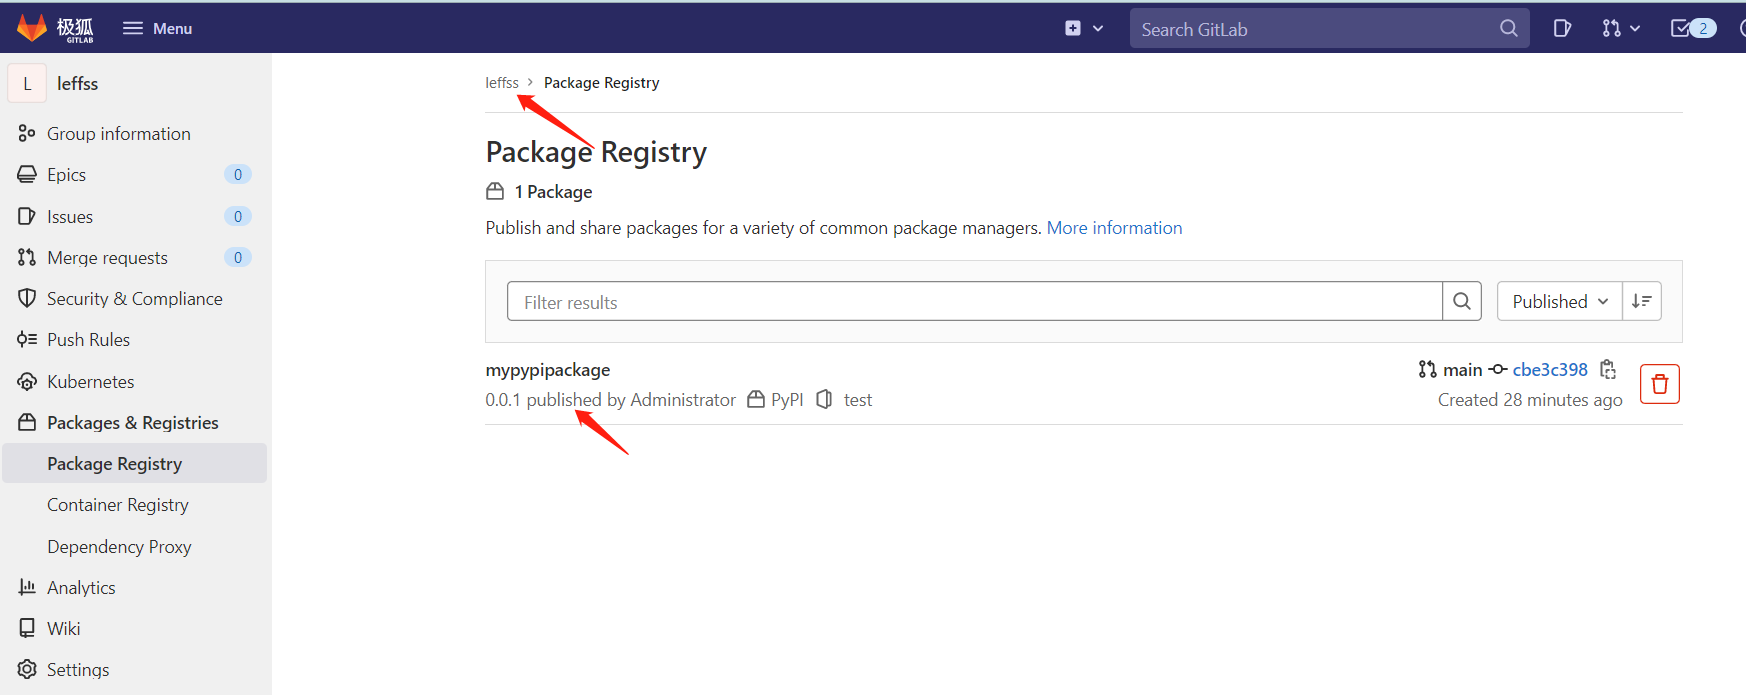 极狐
GITLAB
Menu
Search GitLab
2
L
leffss
Group information
Epics 0
Issues 0
Merge requests 0
Security & Compliance
Push Rules
Kubernetes
Packages & Registries
Package Registry
Container Registry
Dependency Proxy
Analytics
Wiki
Settings
leffss > Package Registry
Package Registry
1 Package
Publish and share packages for a variety of common package managers. More information
Filter results
Published
mypypipackage
0.0.1 published by Administrator PyPI test
main cbe3c398
Created 28 minutes ago